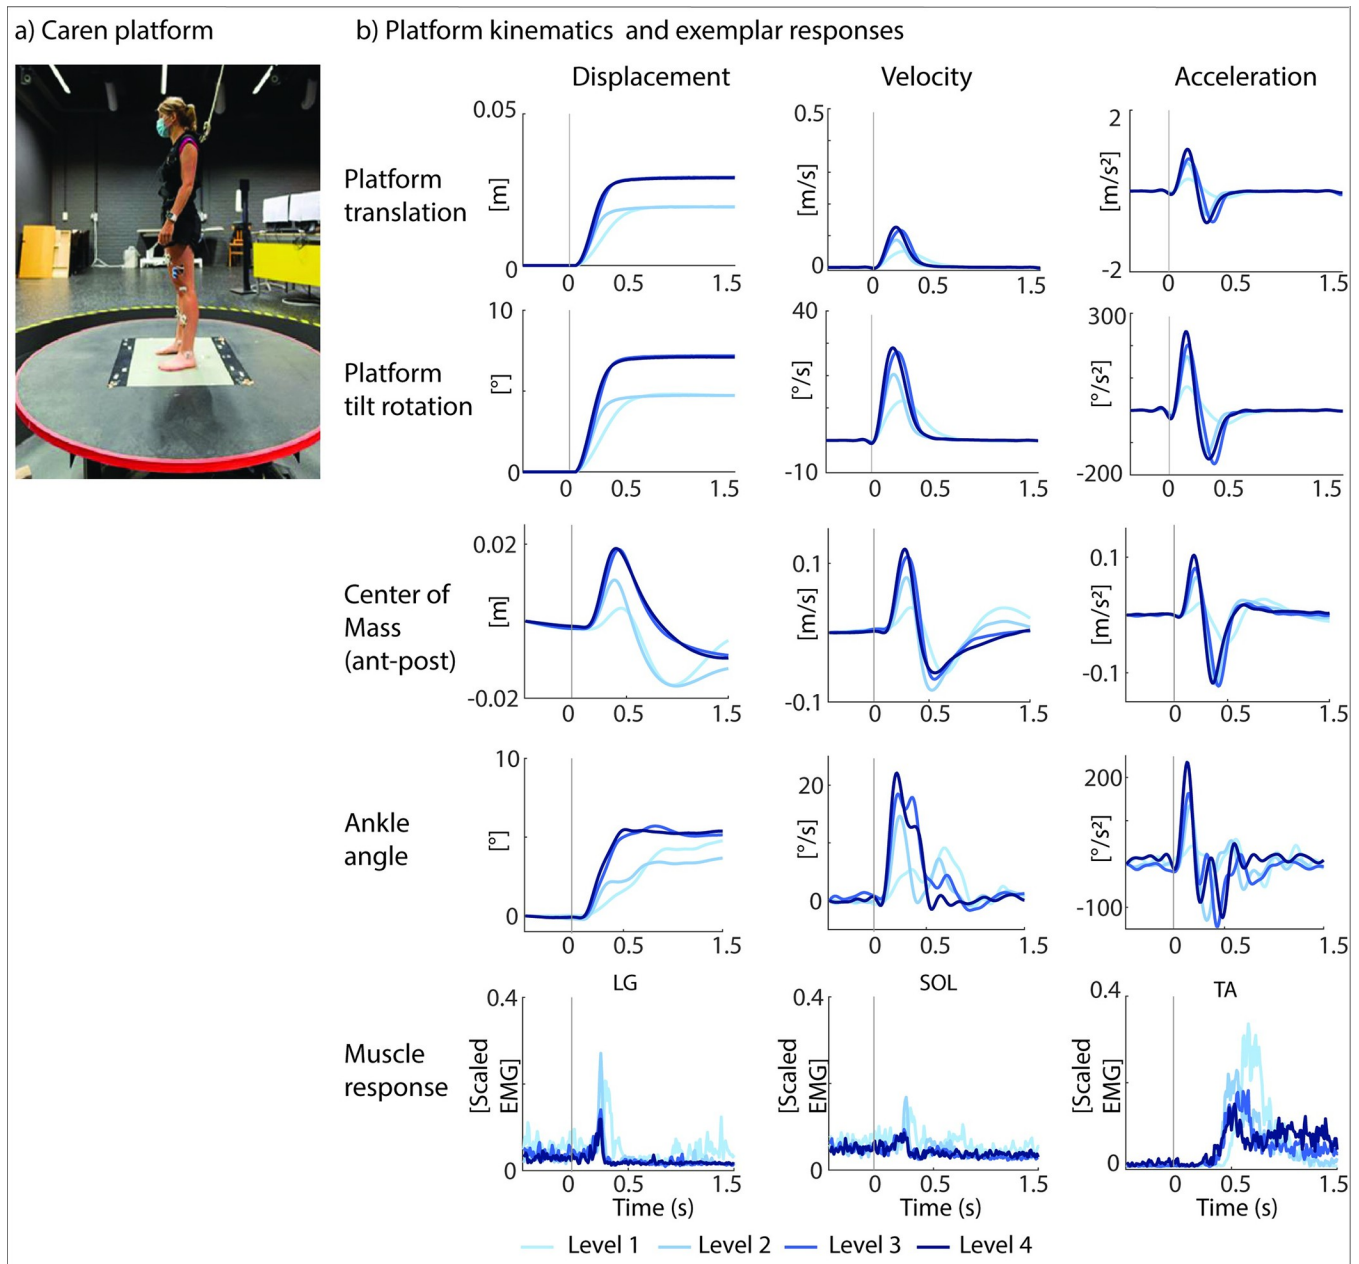 a) Caren platform
b) Platform kinematics and exemplar responses
Displacement
Velocity
Acceleration
Platform
translation
[m]
0.05
0
0
0.5
1.5
[m/s]
0.5
0
0
0.5
1.5
[m/s²]
2
-2
0
0.5
1.5
Platform
tilt rotation
[°]
10
0
0
0.5
1.5
[°/s]
40
-10
0
0.5
1.5
[°/s²]
300
-200
0
0.5
1.5
Center of
Mass
(ant-post)
[m]
0.02
-0.02
0
0.5
1.5
[m/s]
0.1
-0.1
0
0.5
1.5
[m/s²]
0.1
-0.1
0
0.5
1.5
Ankle
angle
[°]
10
5
0
0
0.5
1.5
[°/s]
20
10
0
0
0.5
1.5
[°/s²]
200
-100
0
0.5
1.5
Muscle
response
LG
[Scaled
EMG]
0.4
0
0
0.5
1.5
Time (s)
SOL
[Scaled
EMG]
0.4
0
0
0.5
1.5
Time (s)
TA
[Scaled
EMG]
0.4
0
0
0.5
1.5
Time (s)
Level 1
Level 2
Level 3
Level 4